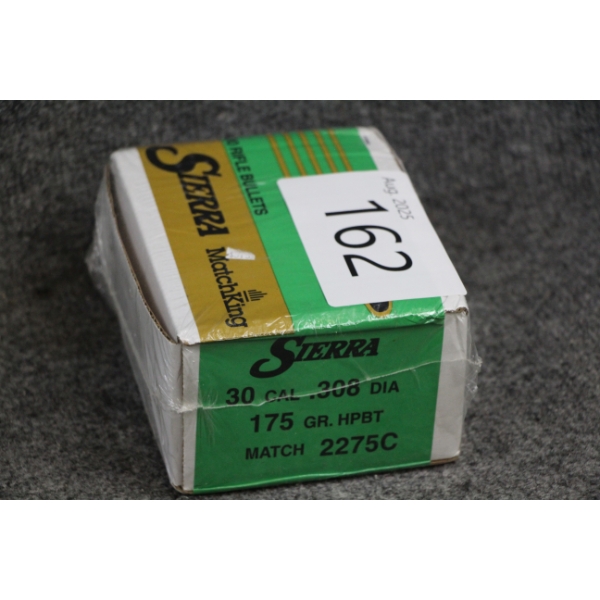 RIFLE BULLETS
SIERRA
MatchKing
Aug. 2025
162
SIERRA
30 CAL .308 DIA
175 GR. HPBT
MATCH 2275C